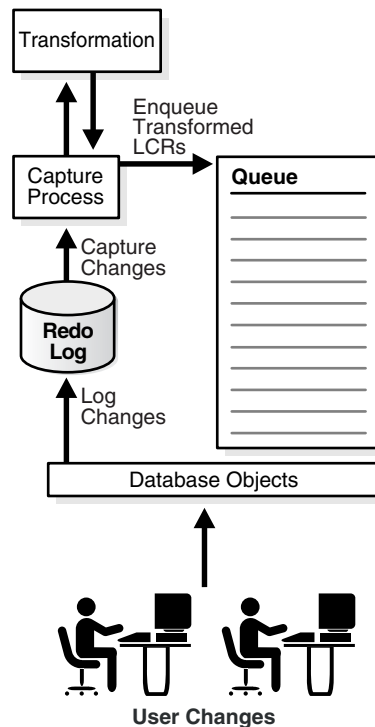 Transformation
Enqueue
Transformed
LCRs
Capture
Process
Queue
Capture
Changes
Redo
Log
Log
Changes
Database Objects
User Changes